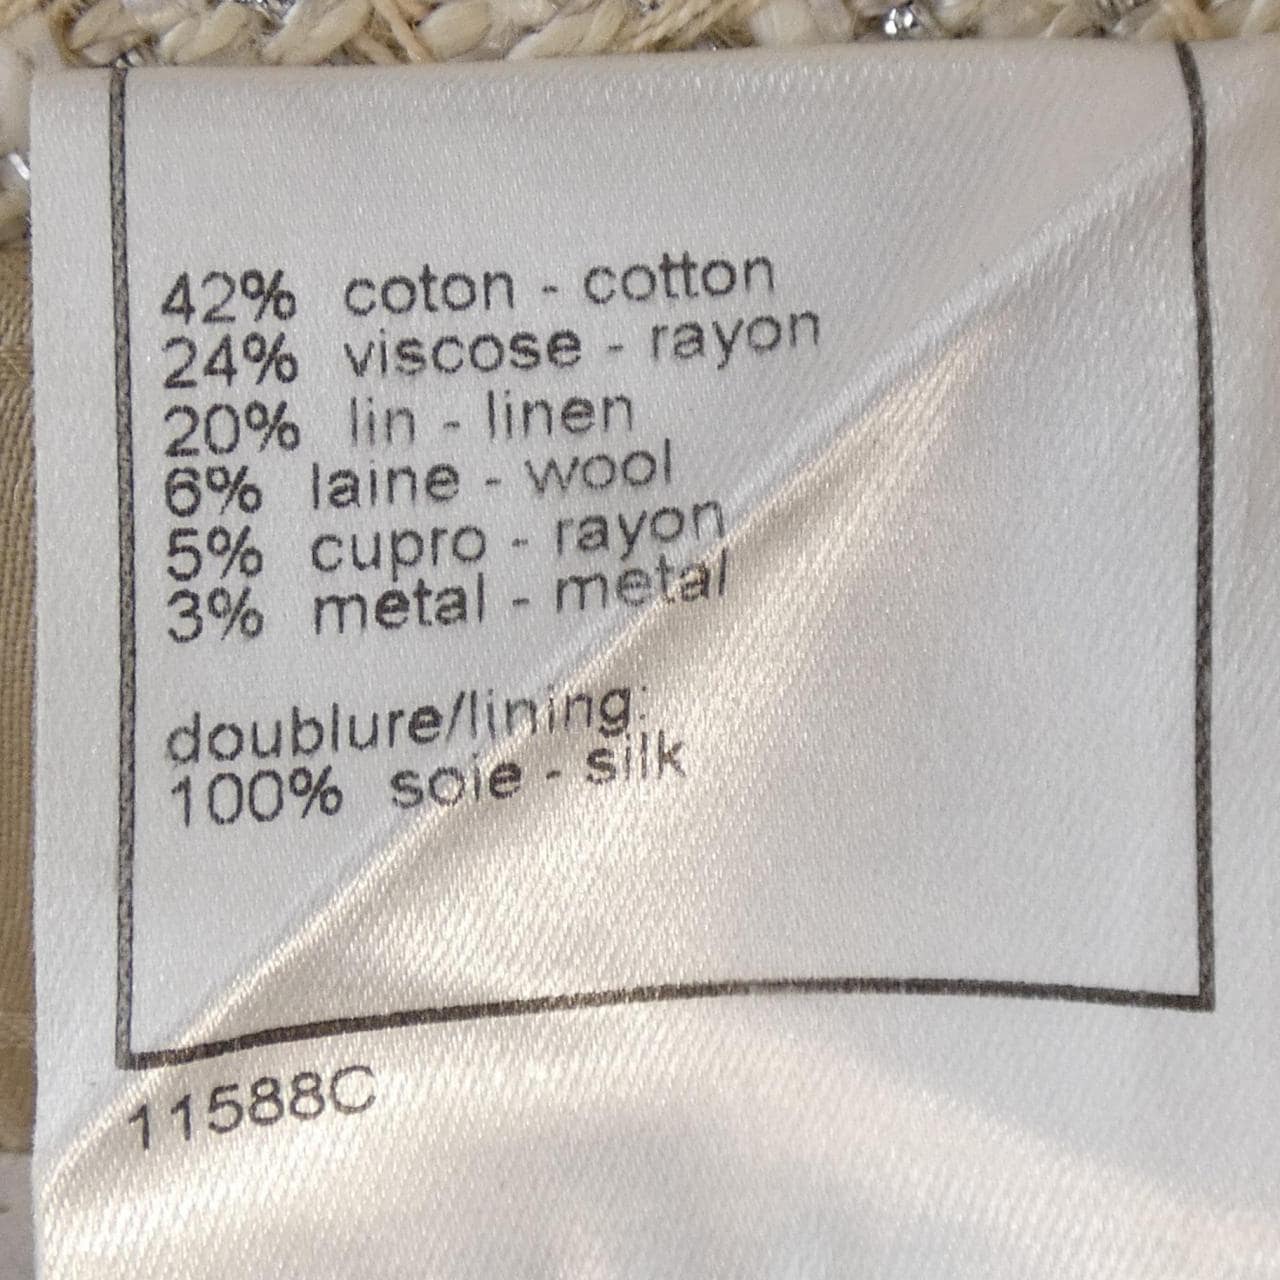 42% coton - cotton
24% viscose - rayon
20% lin - linen
6% laine - wool
5% cupro - rayon
3% metal - metal
doublure/lining:
100% soie - silk
11588C